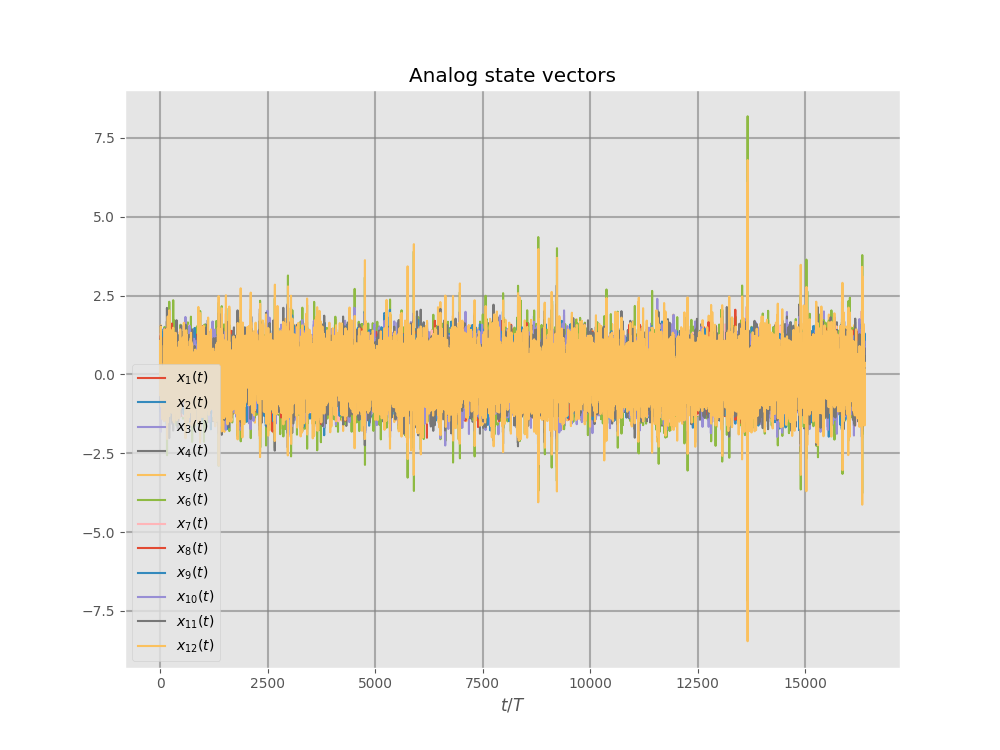 Analog state vectors
7.5
5.0
2.5
0.0
−2.5
−5.0
−7.5
x₁(t)
x₂(t)
x₃(t)
x₄(t)
x₅(t)
x₆(t)
x₇(t)
x₈(t)
x₉(t)
x₁₀(t)
x₁₁(t)
x₁₂(t)
0 2500 5000 7500 10000 12500 15000
t/T